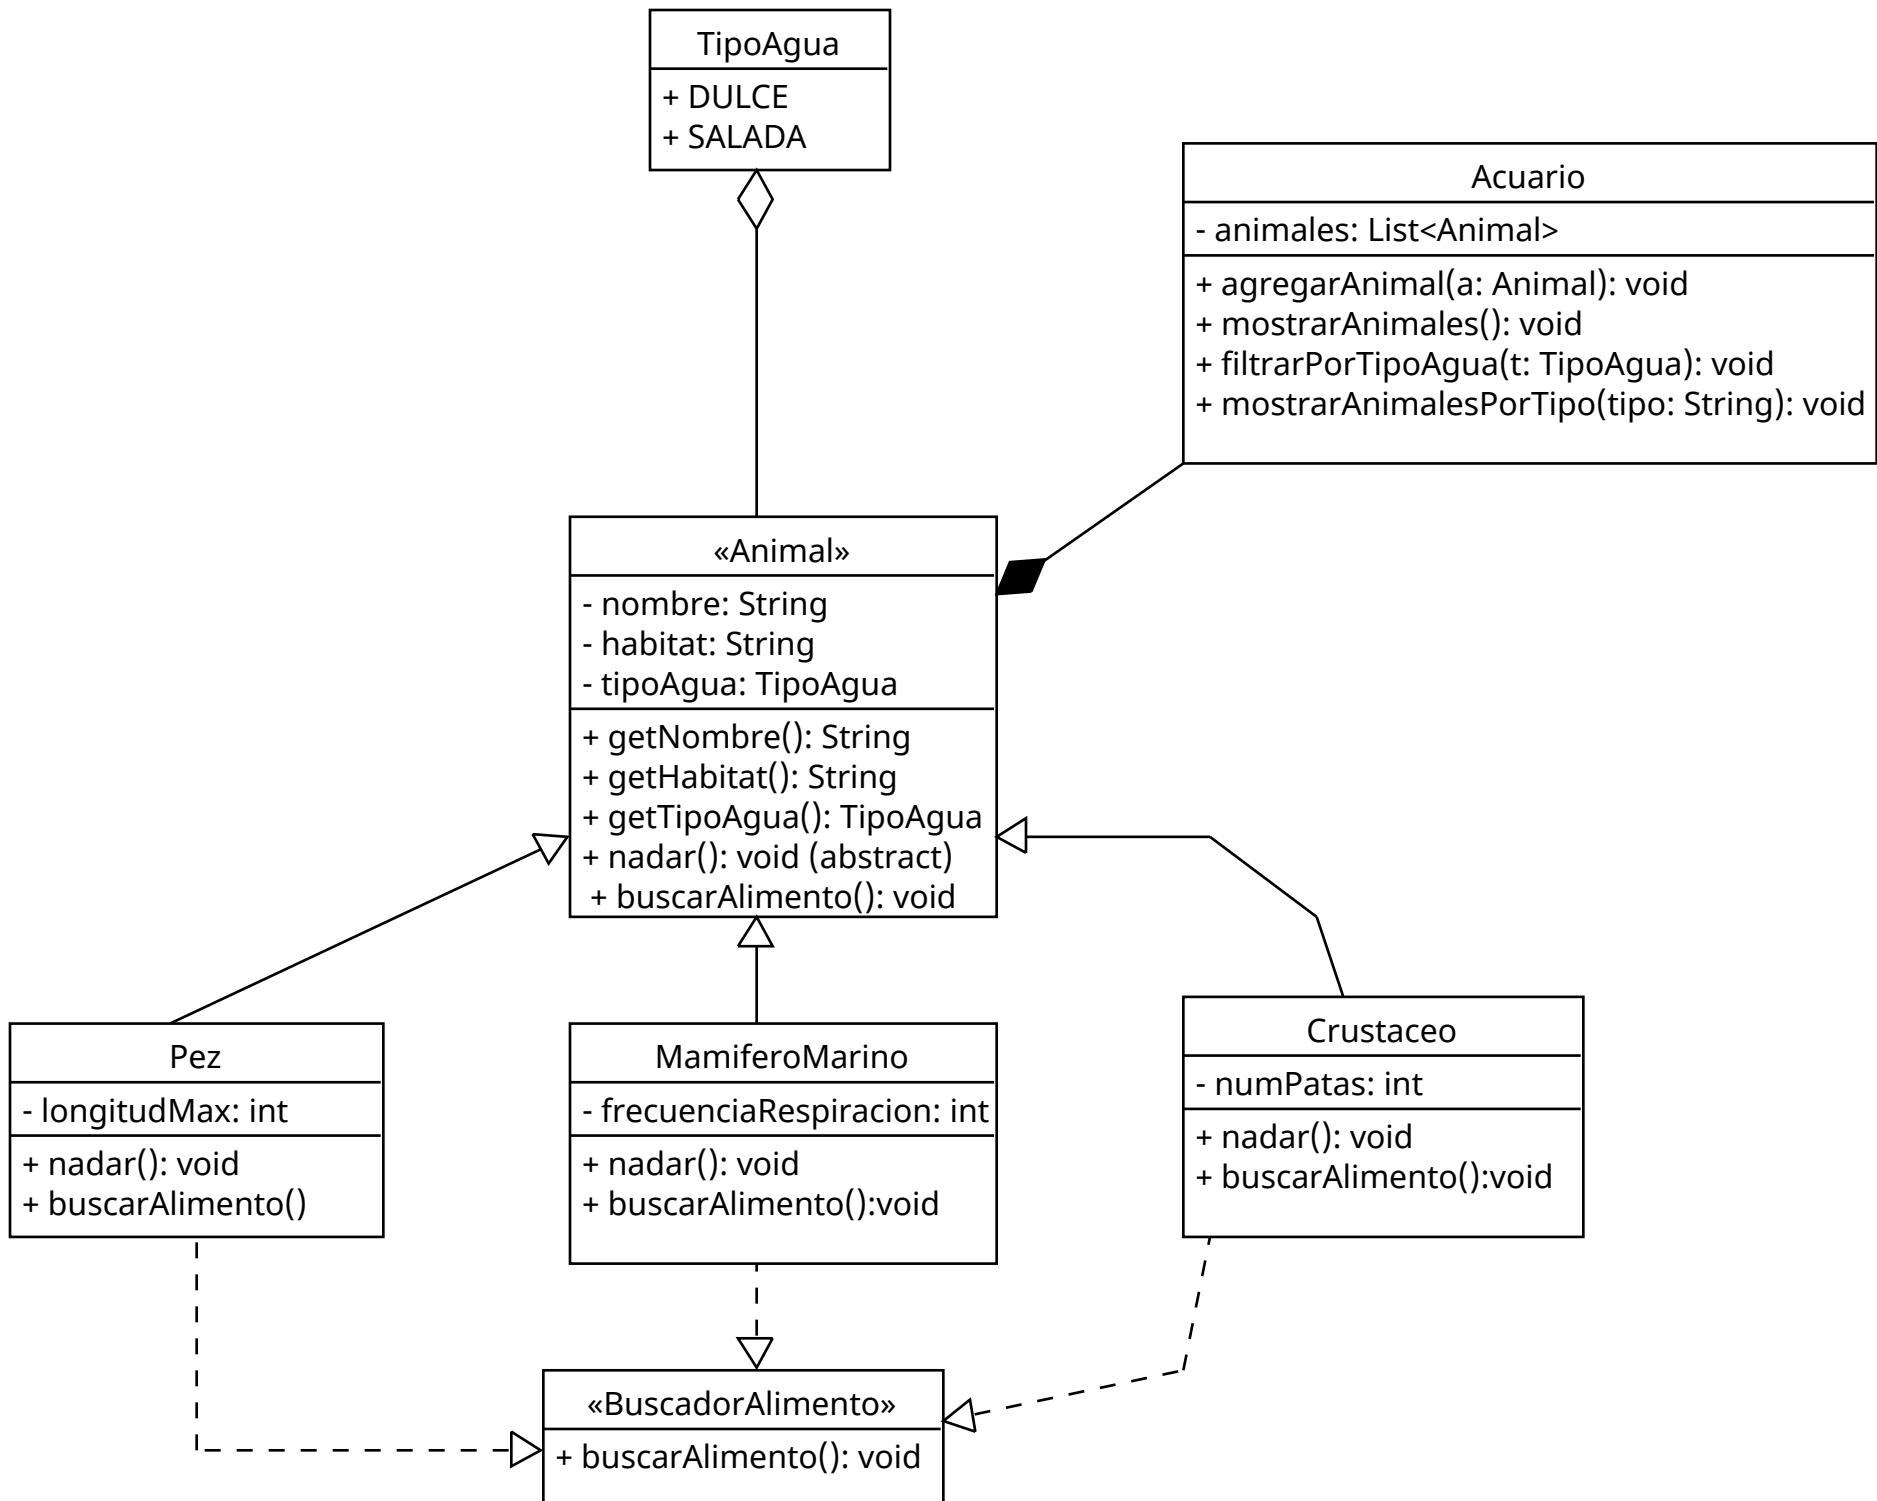 TipoAgua
+ DULCE
+ SALADA
Acuario
- animales: List<Animal>
+ agregarAnimal(a: Animal): void
+ mostrarAnimales(): void
+ filtrarPorTipoAgua(t: TipoAgua): void
+ mostrarAnimalesPorTipo(tipo: String): void
«Animal»
- nombre: String
- habitat: String
- tipoAgua: TipoAgua
+ getNombre(): String
+ getHabitat(): String
+ getTipoAgua(): TipoAgua
+ nadar(): void (abstract)
+ buscarAlimento(): void
Pez
- longitudMax: int
+ nadar(): void
+ buscarAlimento()
MamiferoMarino
- frecuenciaRespiracion: int
+ nadar(): void
+ buscarAlimento():void
Crustaceo
- numPatas: int
+ nadar(): void
+ buscarAlimento():void
«BuscadorAlimento»
+ buscarAlimento(): void